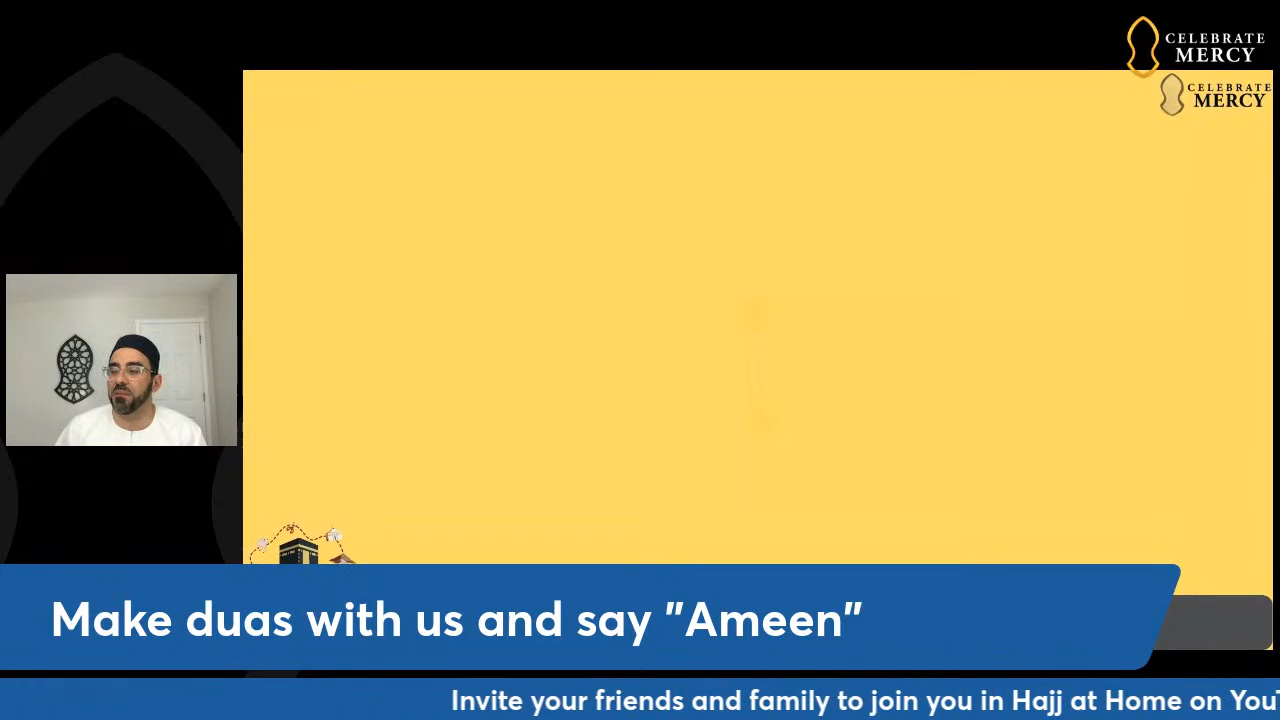 CELEBRATE
MERCY
CELEBRATE
MERCY
Make duas with us and say "Ameen"
Invite your friends and family to join you in Hajj at Home on You